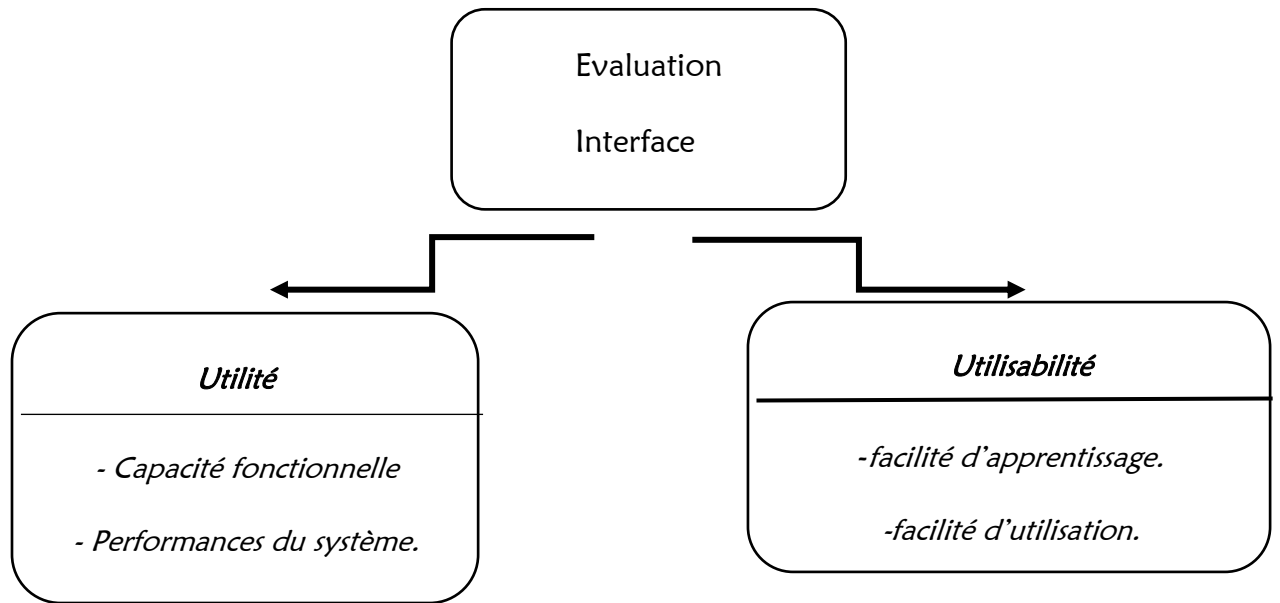 Evaluation
Interface
Utilité
- Capacité fonctionnelle
- Performances du système.
Utilisabilité
-facilité d’apprentissage.
-facilité d’utilisation.